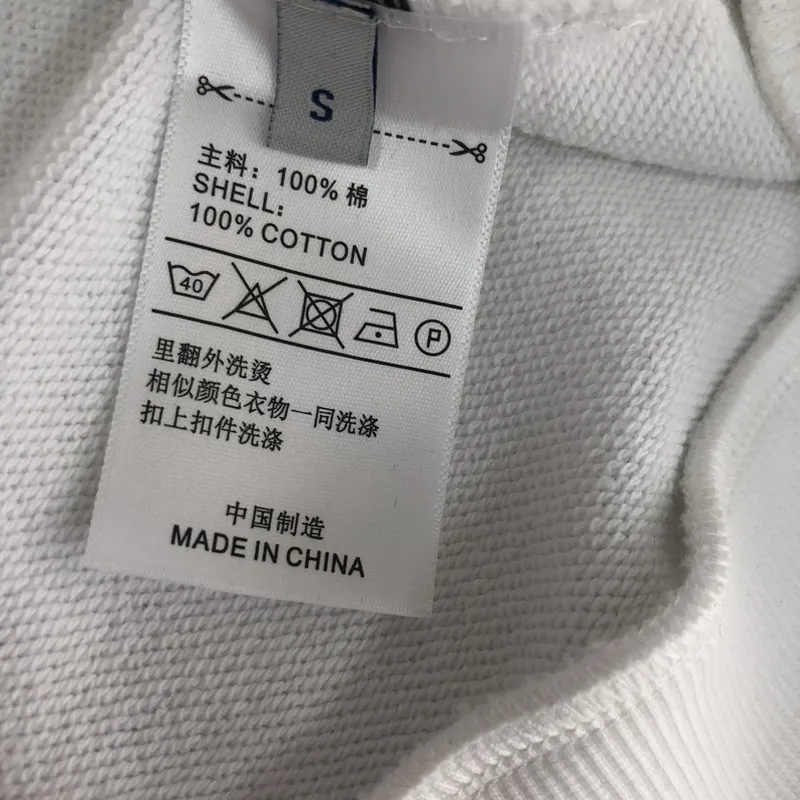 S
主料：100% 棉
SHELL:
100% COTTON
40
P
里翻外洗烫
相似颜色衣物一同洗涤
扣上扣件洗涤
中国制造
MADE IN CHINA